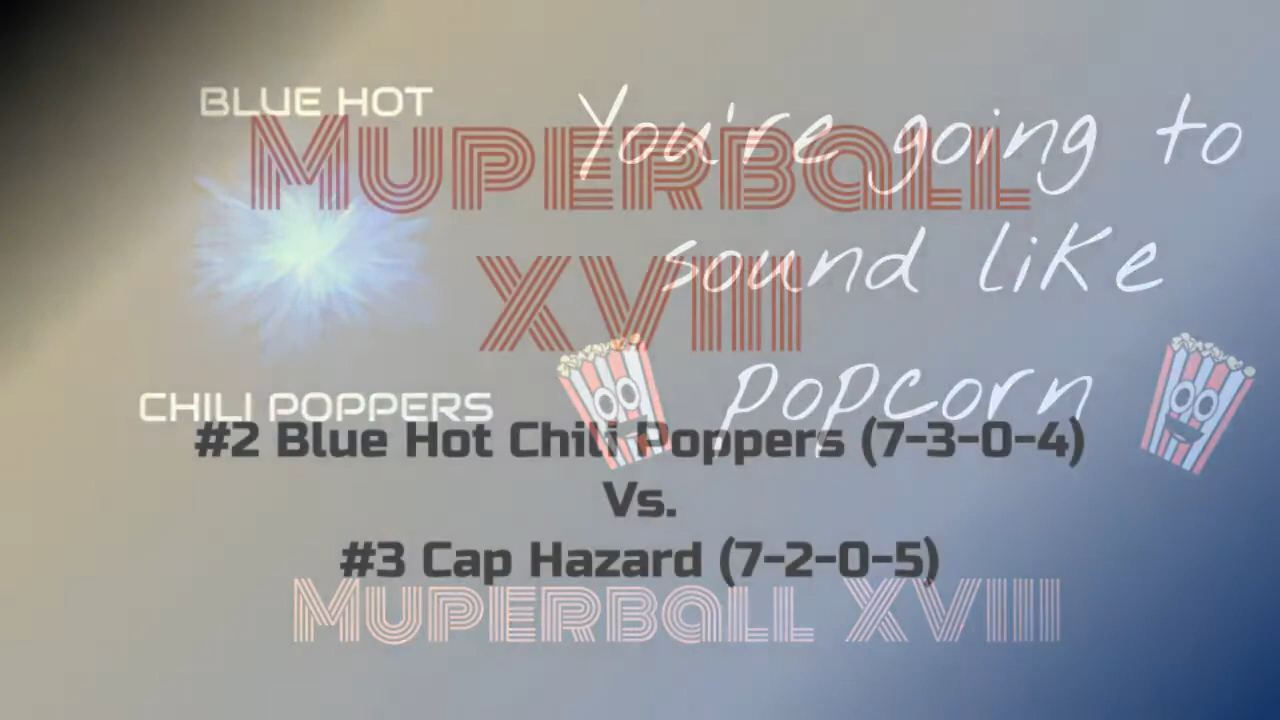 BLUE HOT
CHILI POPPERS
You're going to
sound like
popcorn
Muperball
XVIII
#2 Blue Hot Chili Poppers (7-3-0-4)
Vs.
#3 Cap Hazard (7-2-0-5)
Muperball XVIII